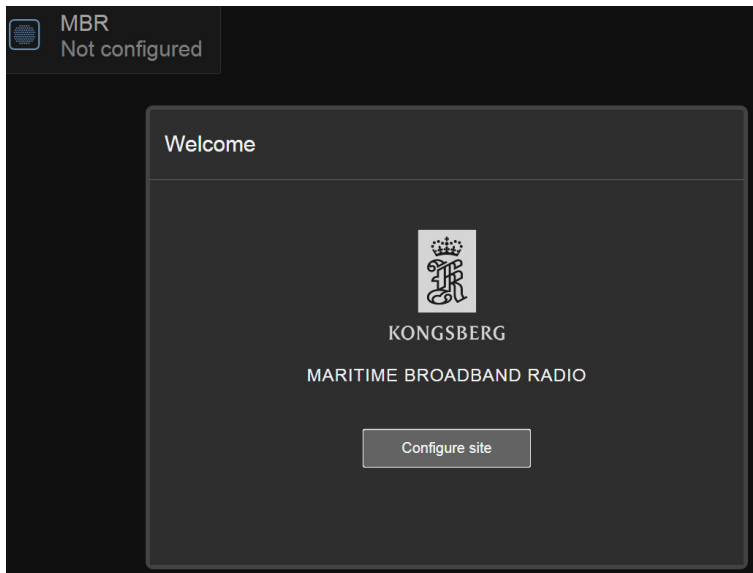 MBR
Not configured
Welcome
KONGSBERG
MARITIME BROADBAND RADIO
Configure site